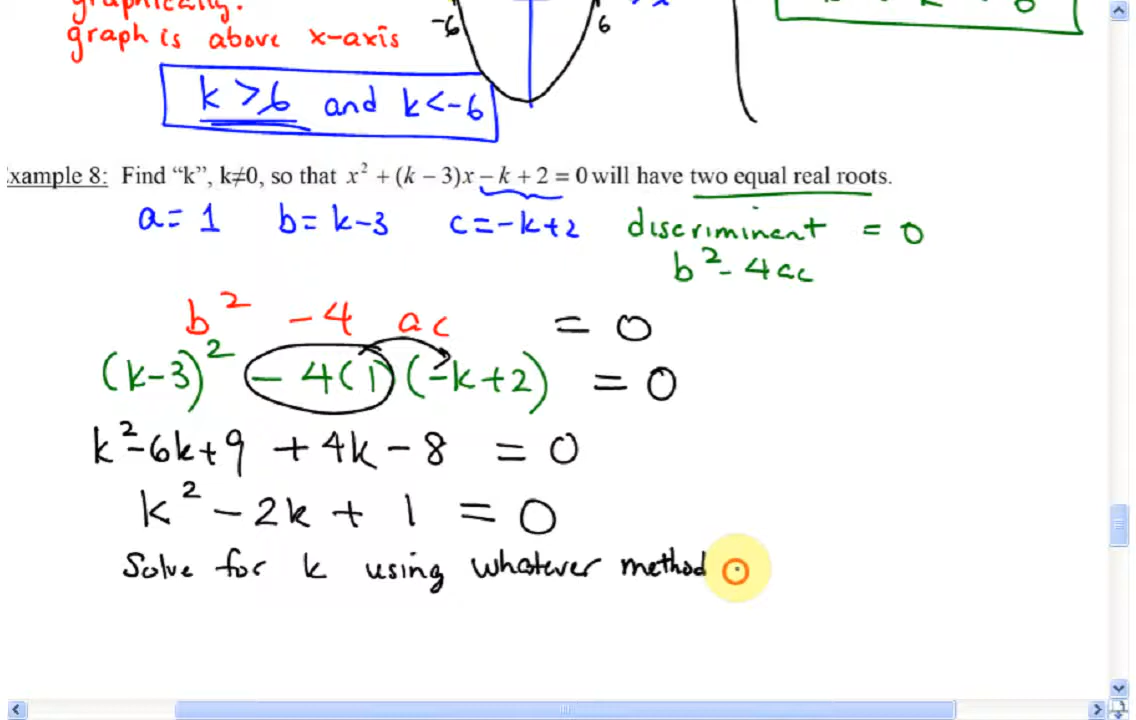 graphically.
graph is above x-axis
-6
6
k >6 and k <-6
Example 8: Find “k”, k≠0, so that x² + (k − 3)x − k + 2 = 0 will have two equal real roots.
a = 1 b = k-3 c = -k+2 discriminent = 0
b² - 4ac
b² - 4 ac = 0
(k-3)² - 4(1)(-k+2) = 0
k²-6k+9 + 4k - 8 = 0
k² - 2k + 1 = 0
Solve for k using whatever method